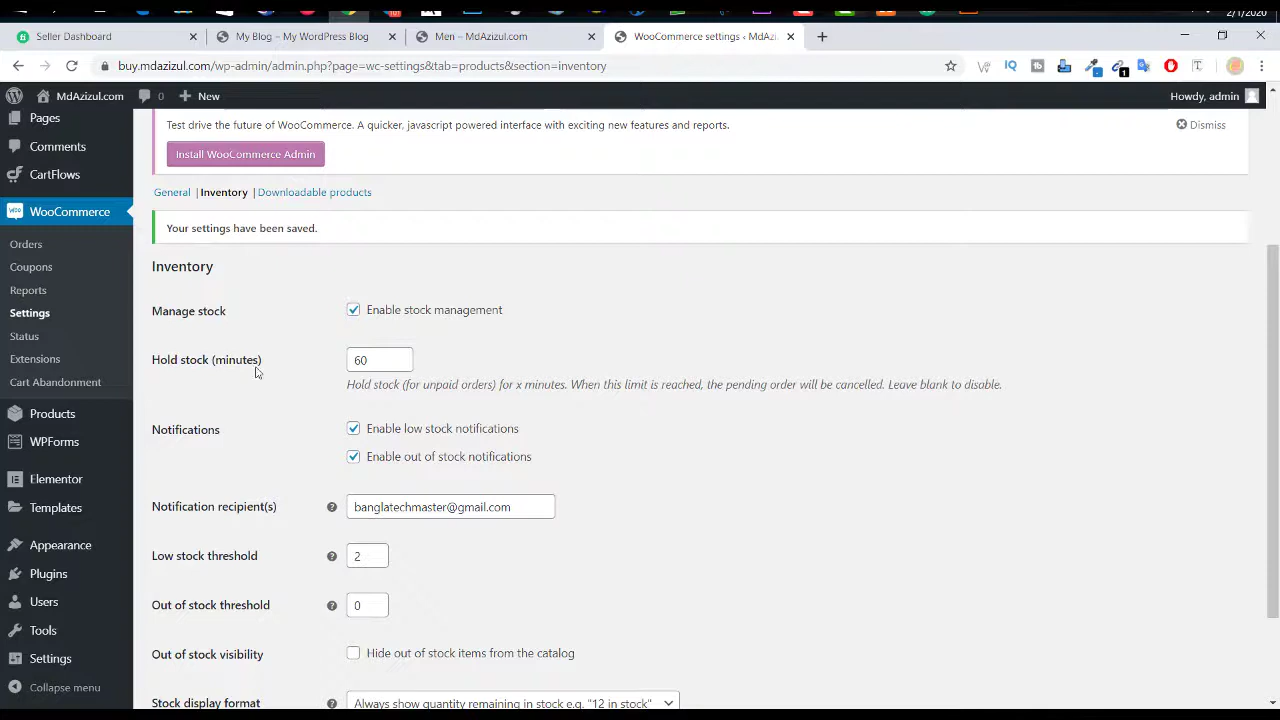 2/1/2020
Seller Dashboard
My Blog – My WordPress Blog
Men – MdAzizul.com
WooCommerce settings ‹ MdAzi
buy.mdazizul.com/wp-admin/admin.php?page=wc-settings&tab=products&section=inventory
MdAzizul.com
0
New
Howdy, admin
Pages
Comments
CartFlows
WooCommerce
Orders
Coupons
Reports
Settings
Status
Extensions
Cart Abandonment
Products
WPForms
Elementor
Templates
Appearance
Plugins
Users
Tools
Settings
Collapse menu
Test drive the future of WooCommerce. A quicker, javascript powered interface with exciting new features and reports.
Dismiss
Install WooCommerce Admin
General | Inventory | Downloadable products
Your settings have been saved.
Inventory
Manage stock
Enable stock management
Hold stock (minutes)
60
Hold stock (for unpaid orders) for x minutes. When this limit is reached, the pending order will be cancelled. Leave blank to disable.
Notifications
Enable low stock notifications
Enable out of stock notifications
Notification recipient(s)
banglatechmaster@gmail.com
Low stock threshold
2
Out of stock threshold
0
Out of stock visibility
Hide out of stock items from the catalog
Stock display format
Always show quantity remaining in stock e.g. "12 in stock"